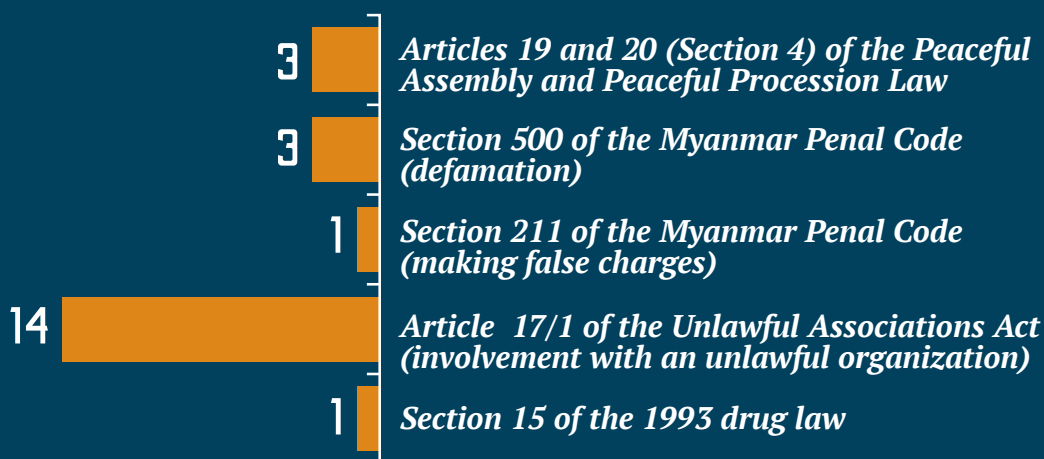 3
Articles 19 and 20 (Section 4) of the Peaceful
Assembly and Peaceful Procession Law
3
Section 500 of the Myanmar Penal Code
(defamation)
1
Section 211 of the Myanmar Penal Code
(making false charges)
14
Article 17/1 of the Unlawful Associations Act
(involvement with an unlawful organization)
1
Section 15 of the 1993 drug law